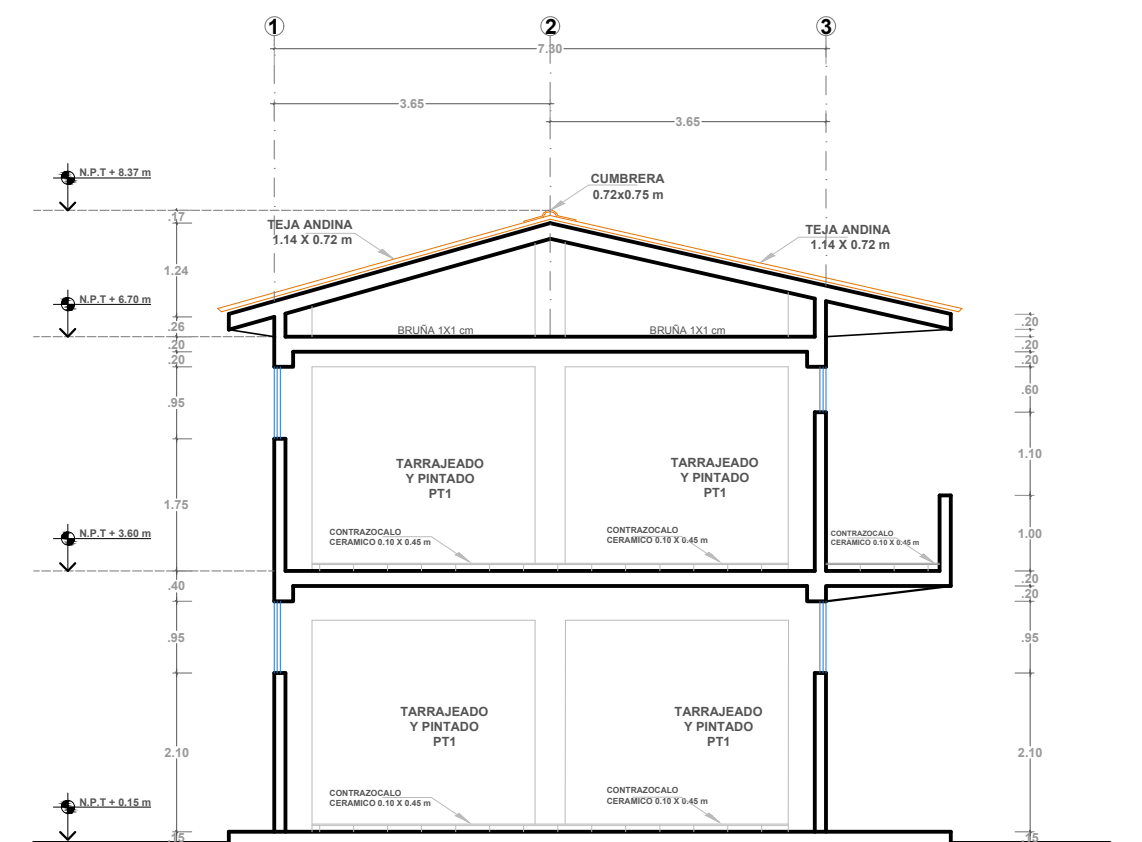 1
2
3
7.30
3.65
3.65
N.P.T + 8.37 m
CUMBRERA
0.72x0.75 m
.17
TEJA ANDINA
1.14 X 0.72 m
TEJA ANDINA
1.14 X 0.72 m
1.24
N.P.T + 6.70 m
.26
.20
.20
.20
.20
.20
BRUÑA 1X1 cm
BRUÑA 1X1 cm
.95
.60
TARRAJEADO
Y PINTADO
PT1
TARRAJEADO
Y PINTADO
PT1
1.10
1.75
N.P.T + 3.60 m
CONTRAZOCALO
CERAMICO 0.10 X 0.45 m
CONTRAZOCALO
CERAMICO 0.10 X 0.45 m
CONTRAZOCALO
CERAMICO 0.10 X 0.45 m
1.00
.40
.20
.20
.95
.95
TARRAJEADO
Y PINTADO
PT1
TARRAJEADO
Y PINTADO
PT1
2.10
2.10
N.P.T + 0.15 m
CONTRAZOCALO
CERAMICO 0.10 X 0.45 m
CONTRAZOCALO
CERAMICO 0.10 X 0.45 m
.15
.15